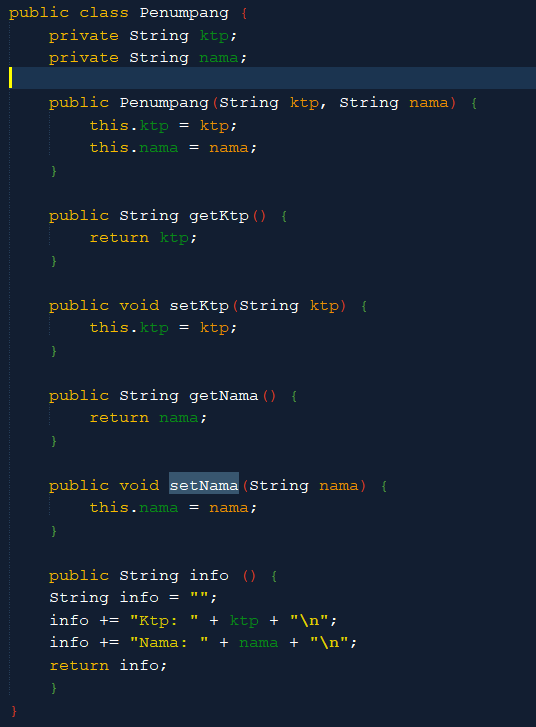 public class Penumpang {
    private String ktp;
    private String nama;

    public Penumpang(String ktp, String nama) {
        this.ktp = ktp;
        this.nama = nama;
    }

    public String getKtp() {
        return ktp;
    }

    public void setKtp(String ktp) {
        this.ktp = ktp;
    }

    public String getNama() {
        return nama;
    }

    public void setNama(String nama) {
        this.nama = nama;
    }

    public String info () {
    String info = "";
    info += "Ktp: " + ktp + "\n";
    info += "Nama: " + nama + "\n";
    return info;
    }
}